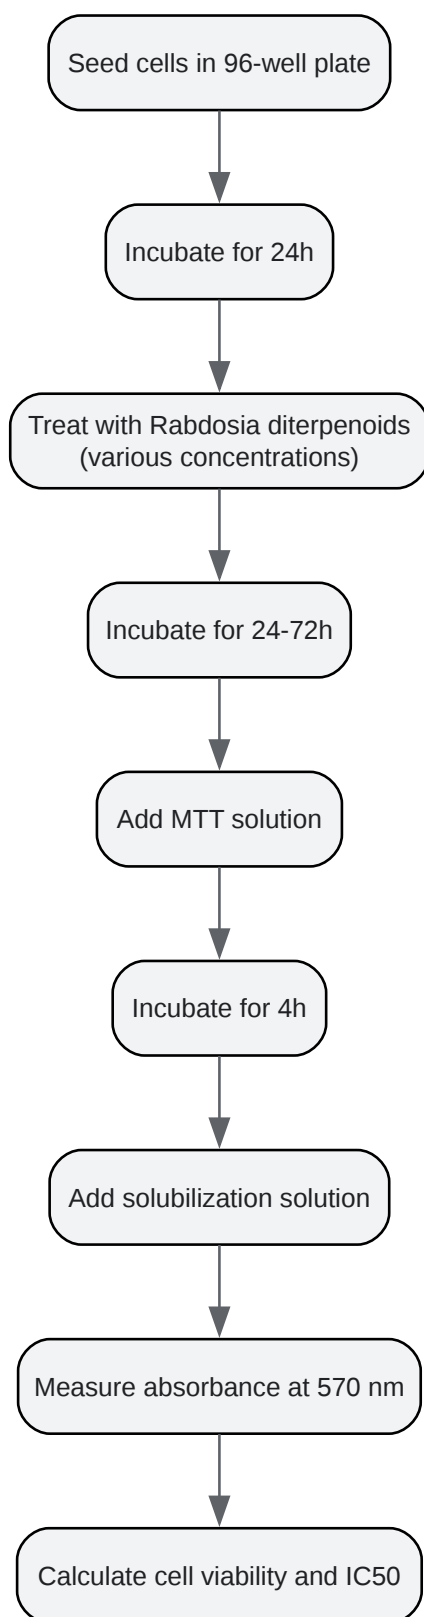 Seed cells in 96-well plate
Incubate for 24h
Treat with Rabdosia diterpenoids
(various concentrations)
Incubate for 24-72h
Add MTT solution
Incubate for 4h
Add solubilization solution
Measure absorbance at 570 nm
Calculate cell viability and IC50